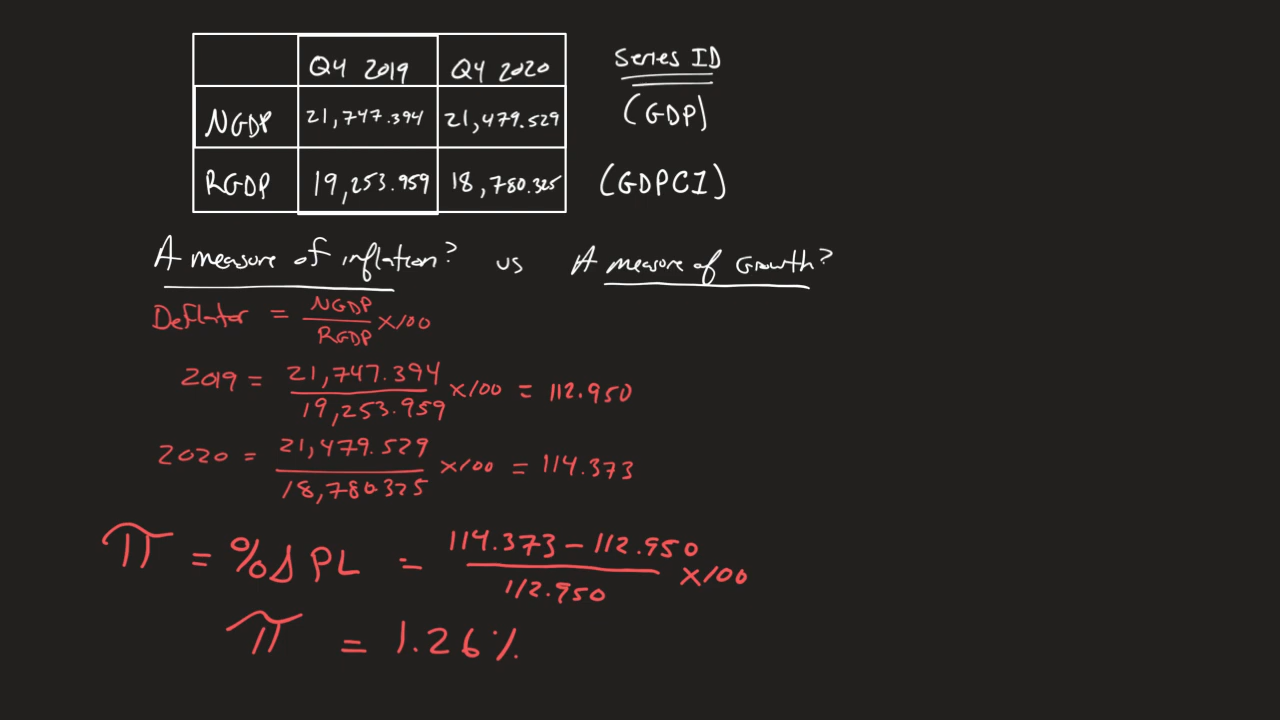 Q4 2019 Q4 2020 Series ID
NGDP 21,747.394 21,479.529 (GDP)
RGDP 19,253.959 18,780.325 (GDPC1)
A measure of inflation? vs A measure of Growth?
Deflator = NGDP / RGDP x100
2019 = 21,747.394 / 19,253.959 x100 = 112.950
2020 = 21,479.529 / 18,780.325 x100 = 114.373
π = %Δ PL = 114.373 - 112.950 / 112.950 x100
π = 1.26%